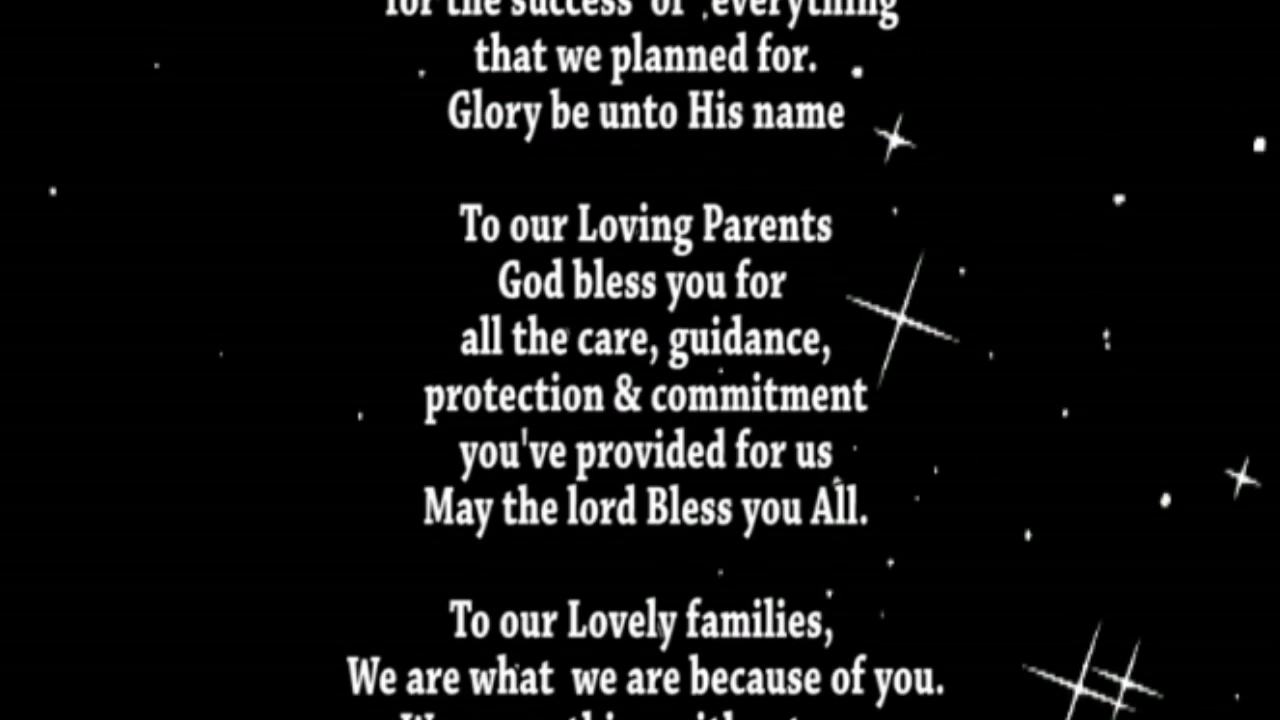 for the success of everything
that we planned for.
Glory be unto His name
To our Loving Parents
God bless you for
all the care, guidance,
protection & commitment
you've provided for us
May the lord Bless you All.
To our Lovely families,
We are what we are because of you.